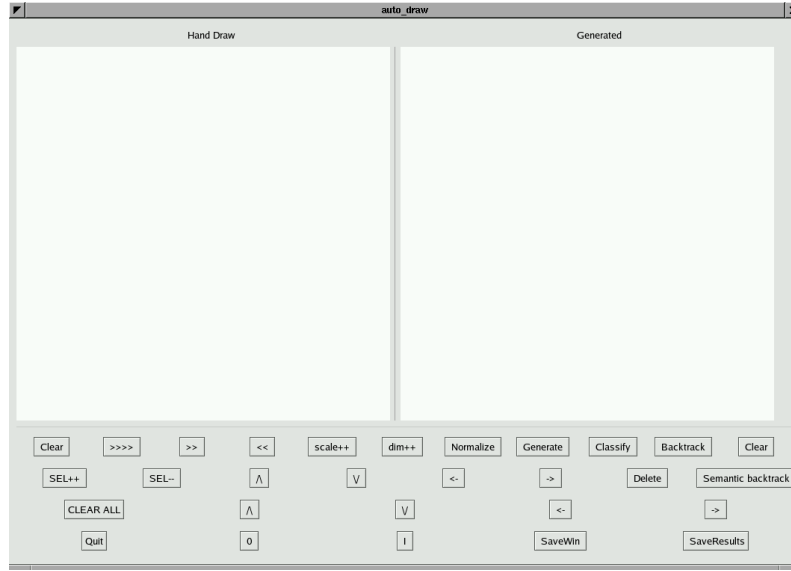 auto_draw
Hand Draw Generated
Clear >>>> >> << scale++ dim++ Normalize Generate Classify Backtrack Clear
SEL++ SEL-- /\ \/ <- -> Delete Semantic backtrack
CLEAR ALL /\ \/ <- ->
Quit 0 I SaveWin SaveResults